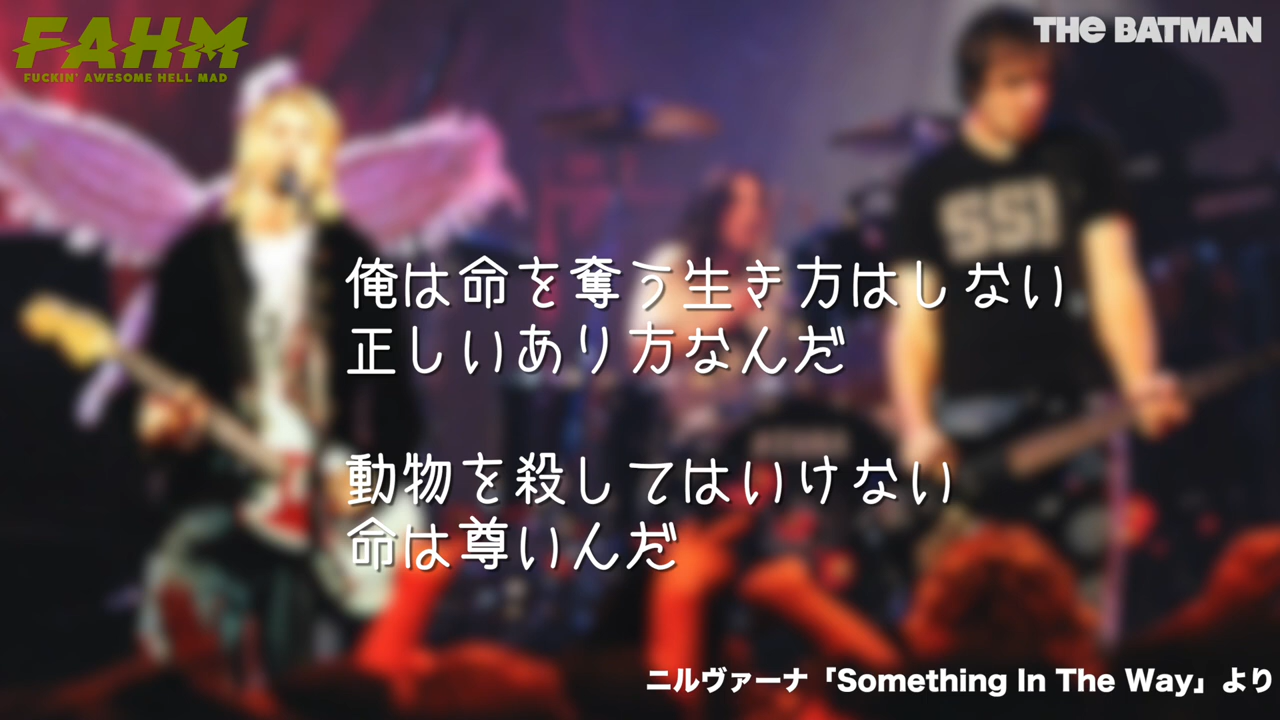 FAHM
FUCKIN' AWESOME HELL MAD
THE BATMAN
SSI
俺は命を奪う生き方はしない
正しいあり方なんだ
動物を殺してはいけない
命は尊いんだ
ニルヴァーナ「Something In The Way」より